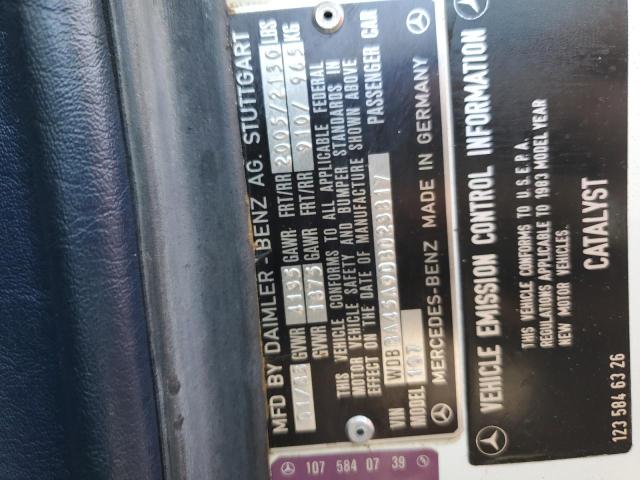 MFD BY DAIMLER-BENZ AG. STUTTGART
01/83 GVWR 4135 GAWR FRT/RR 2005/2130 LBS
GVWR 1875 GAWR FRT/RR 910/ 965 KG
THIS VEHICLE CONFORMS TO ALL APPLICABLE FEDERAL
MOTOR VEHICLE SAFETY AND BUMPER STANDARDS IN
EFFECT ON THE DATE OF MANUFACTURE SHOWN ABOVE
PASSENGER CAR
VIN WDB
MODEL 107
MERCEDES-BENZ MADE IN GERMANY
VEHICLE EMISSION CONTROL INFORMATION
THIS VEHICLE CONFORMS TO U.S.E.P.A.
REGULATIONS APPLICABLE TO 1983 MODEL YEAR
NEW MOTOR VEHICLES.
CATALYST
123 584 63 26
107 584 07 39